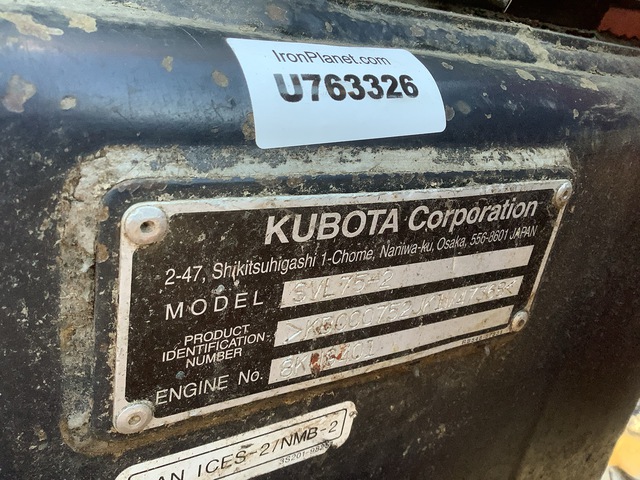 IronPlanet.com
U763326
KUBOTA Corporation
2-47, Shikitsuhigashi 1-Chome, Naniwa-ku, Osaka, 556-8601 JAPAN
MODEL SVL75-2
PRODUCT
IDENTIFICATION
NUMBER
ENGINE No.
AN ICES-2/NMB-2